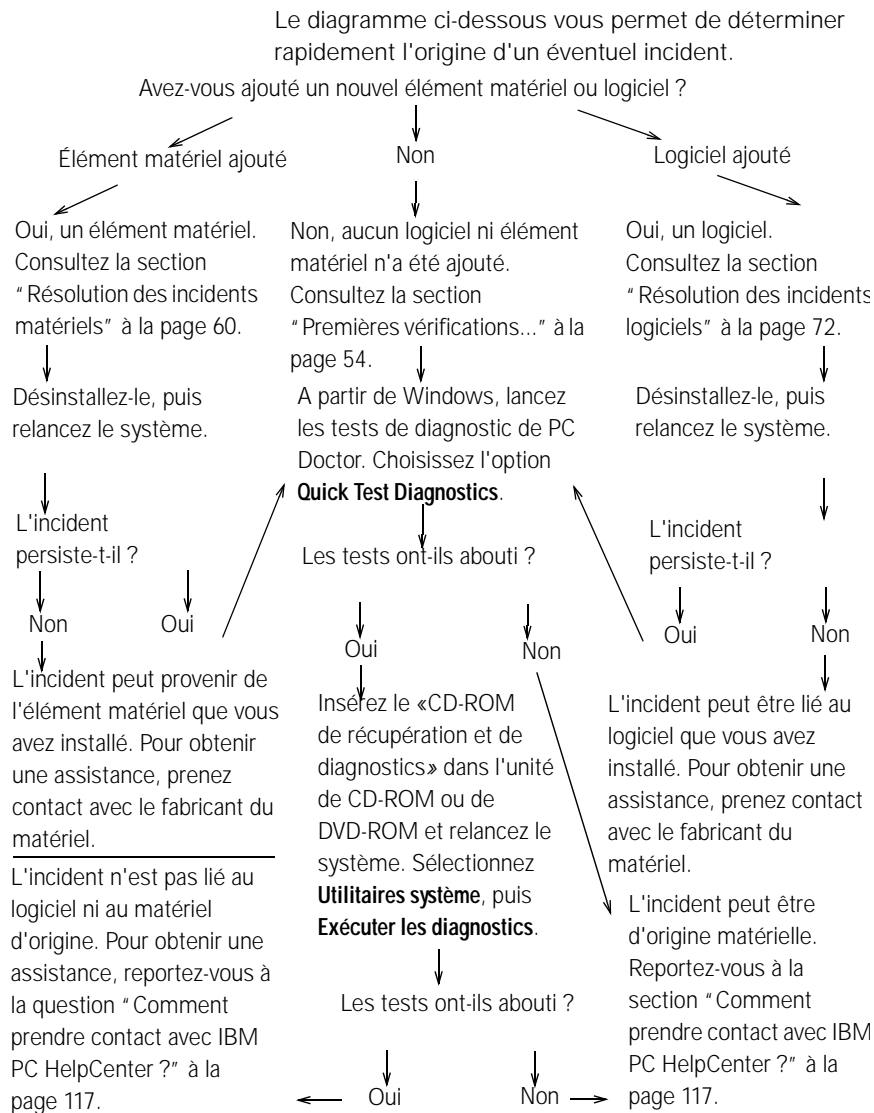 Le diagramme ci-dessous vous permet de déterminer
rapidement l'origine d'un éventuel incident.
Avez-vous ajouté un nouvel élément matériel ou logiciel ?
Élément matériel ajouté
Non
Logiciel ajouté
Oui, un élément matériel.
Consultez la section
"Résolution des incidents
matériels" à la page 60.
Non, aucun logiciel ni élément
matériel n'a été ajouté.
Consultez la section
"Premières vérifications..." à la
page 54.
Oui, un logiciel.
Consultez la section
"Résolution des incidents
logiciels" à la page 72.
Désinstallez-le, puis
relancez le système.
A partir de Windows, lancez
les tests de diagnostic de PC
Doctor. Choisissez l'option
Quick Test Diagnostics.
Désinstallez-le, puis
relancez le système.
L'incident
persiste-t-il ?
Les tests ont-ils abouti ?
L'incident
persiste-t-il ?
Non
Oui
Oui
Non
Oui
Non
L'incident peut provenir de
l'élément matériel que vous
avez installé. Pour obtenir
une assistance, prenez
contact avec le fabricant du
matériel.
Insérez le «CD-ROM
de récupération et de
diagnostics» dans l'unité
de CD-ROM ou de
DVD-ROM et relancez le
système. Sélectionnez
Utilitaires système, puis
Exécuter les diagnostics.
L'incident peut être lié au
logiciel que vous avez
installé. Pour obtenir une
assistance, prenez contact
avec le fabricant du
matériel.
L'incident n'est pas lié au
logiciel ni au matériel
d'origine. Pour obtenir une
assistance, reportez-vous à
la question "Comment
prendre contact avec IBM
PC HelpCenter ?" à la
page 117.
Les tests ont-ils abouti ?
Oui
Non
L'incident peut être
d'origine matérielle.
Reportez-vous à la
section "Comment
prendre contact avec IBM
PC HelpCenter ?" à la
page 117.